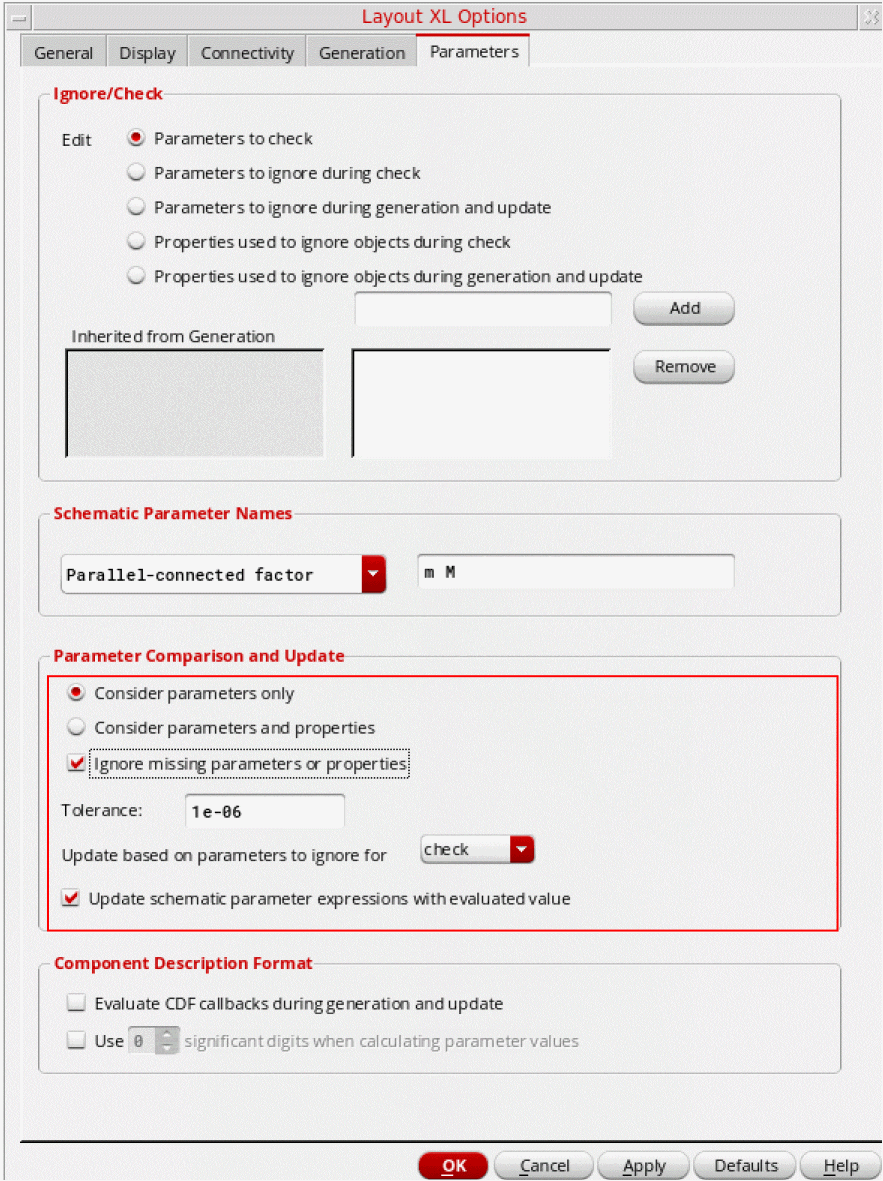 Layout XL Options
General Display Connectivity Generation Parameters
Ignore/Check
Edit Parameters to check
Parameters to ignore during check
Parameters to ignore during generation and update
Properties used to ignore objects during check
Properties used to ignore objects during generation and update
Add
Inherited from Generation
Remove
Schematic Parameter Names
Parallel-connected factor m M
Parameter Comparison and Update
Consider parameters only
Consider parameters and properties
Ignore missing parameters or properties
Tolerance: 1e-06
Update based on parameters to ignore for check
Update schematic parameter expressions with evaluated value
Component Description Format
Evaluate CDF callbacks during generation and update
Use 0 significant digits when calculating parameter values
OK Cancel Apply Defaults Help